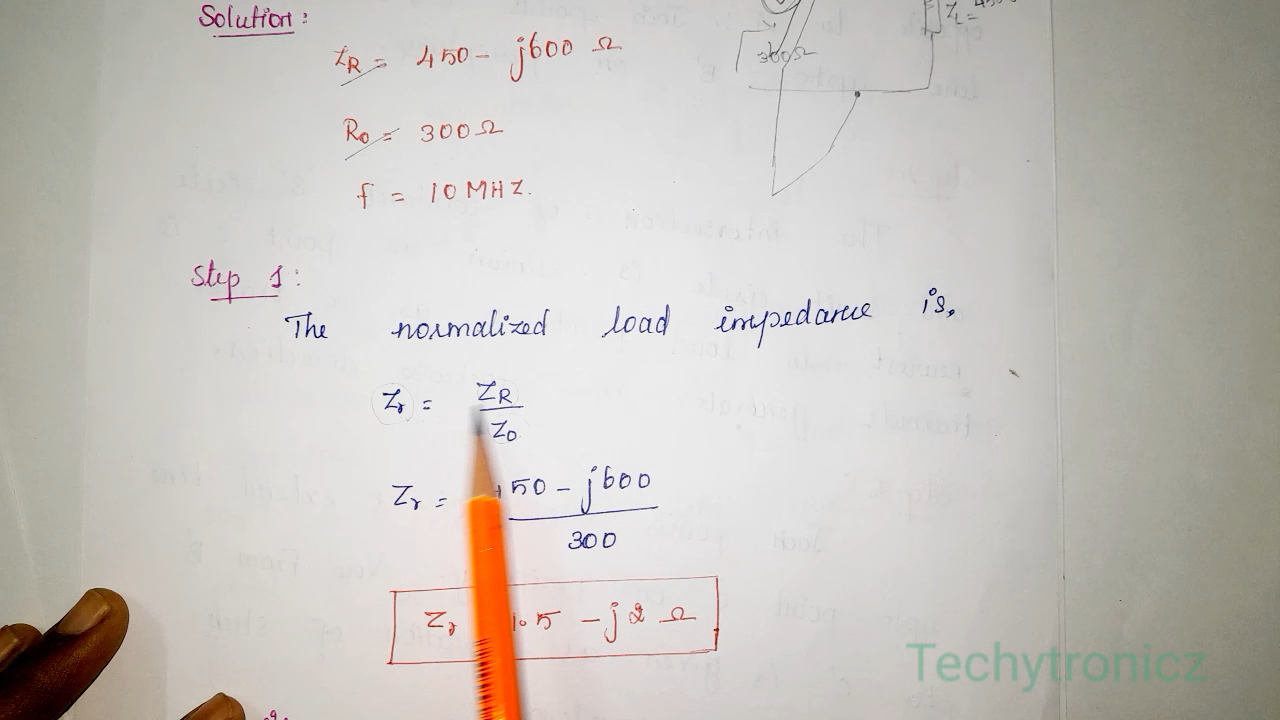 Solution :
Z_R = 450 - j600 Ω
R_0 = 300 Ω
f = 10 MHZ.
300Ω
Z_L =
Step 1 :
The normalized load impedance is,
Z_r = Z_R
Z_0
Z_r = 50 - j600
300
Z_r 1.5 - j2 Ω
Techytronicz